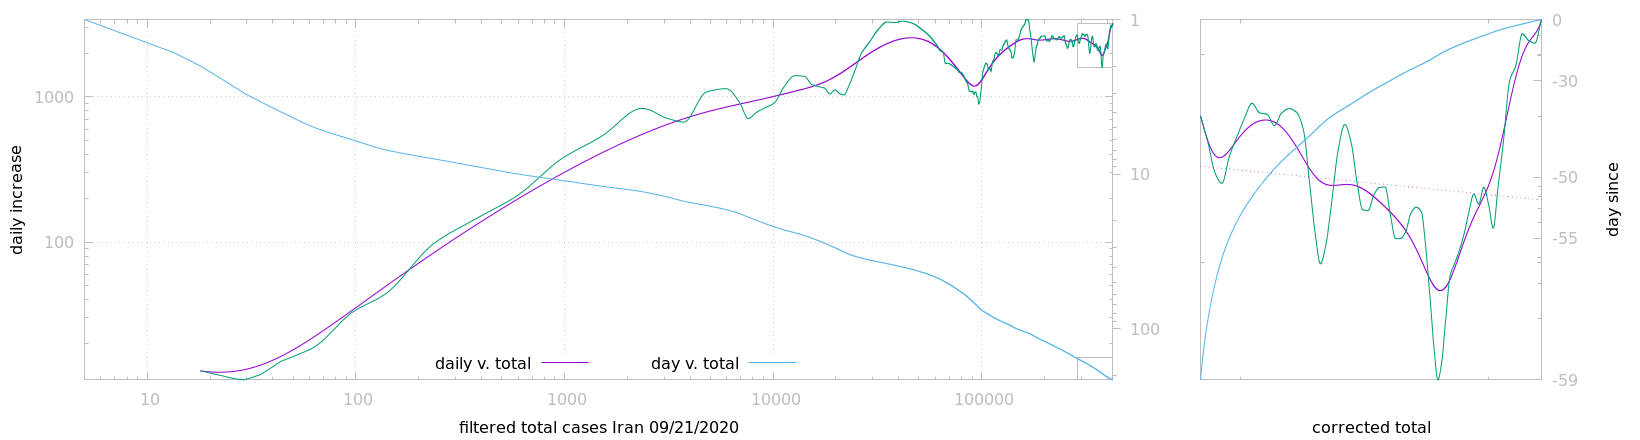 daily increase
1000
100
10
100
1000
10000
100000
filtered total cases Iran 09/21/2020
daily v. total
day v. total
1
10
100
0
-30
-50
-55
-59
day since
corrected total